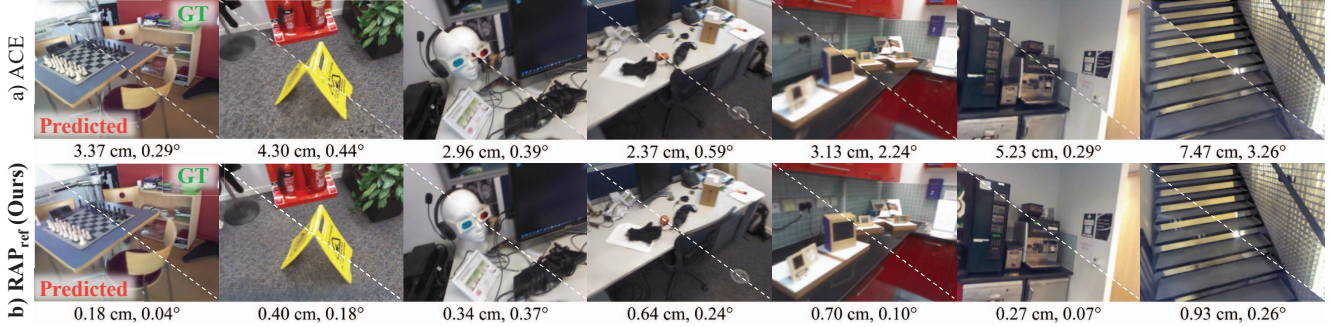 a) ACE
GT
Predicted
3.37 cm, 0.29°
4.30 cm, 0.44°
2.96 cm, 0.39°
2.37 cm, 0.59°
3.13 cm, 2.24°
5.23 cm, 0.29°
7.47 cm, 3.26°
b) RAP_ref (Ours)
GT
Predicted
0.18 cm, 0.04°
0.40 cm, 0.18°
0.34 cm, 0.37°
0.64 cm, 0.24°
0.70 cm, 0.10°
0.27 cm, 0.07°
0.93 cm, 0.26°